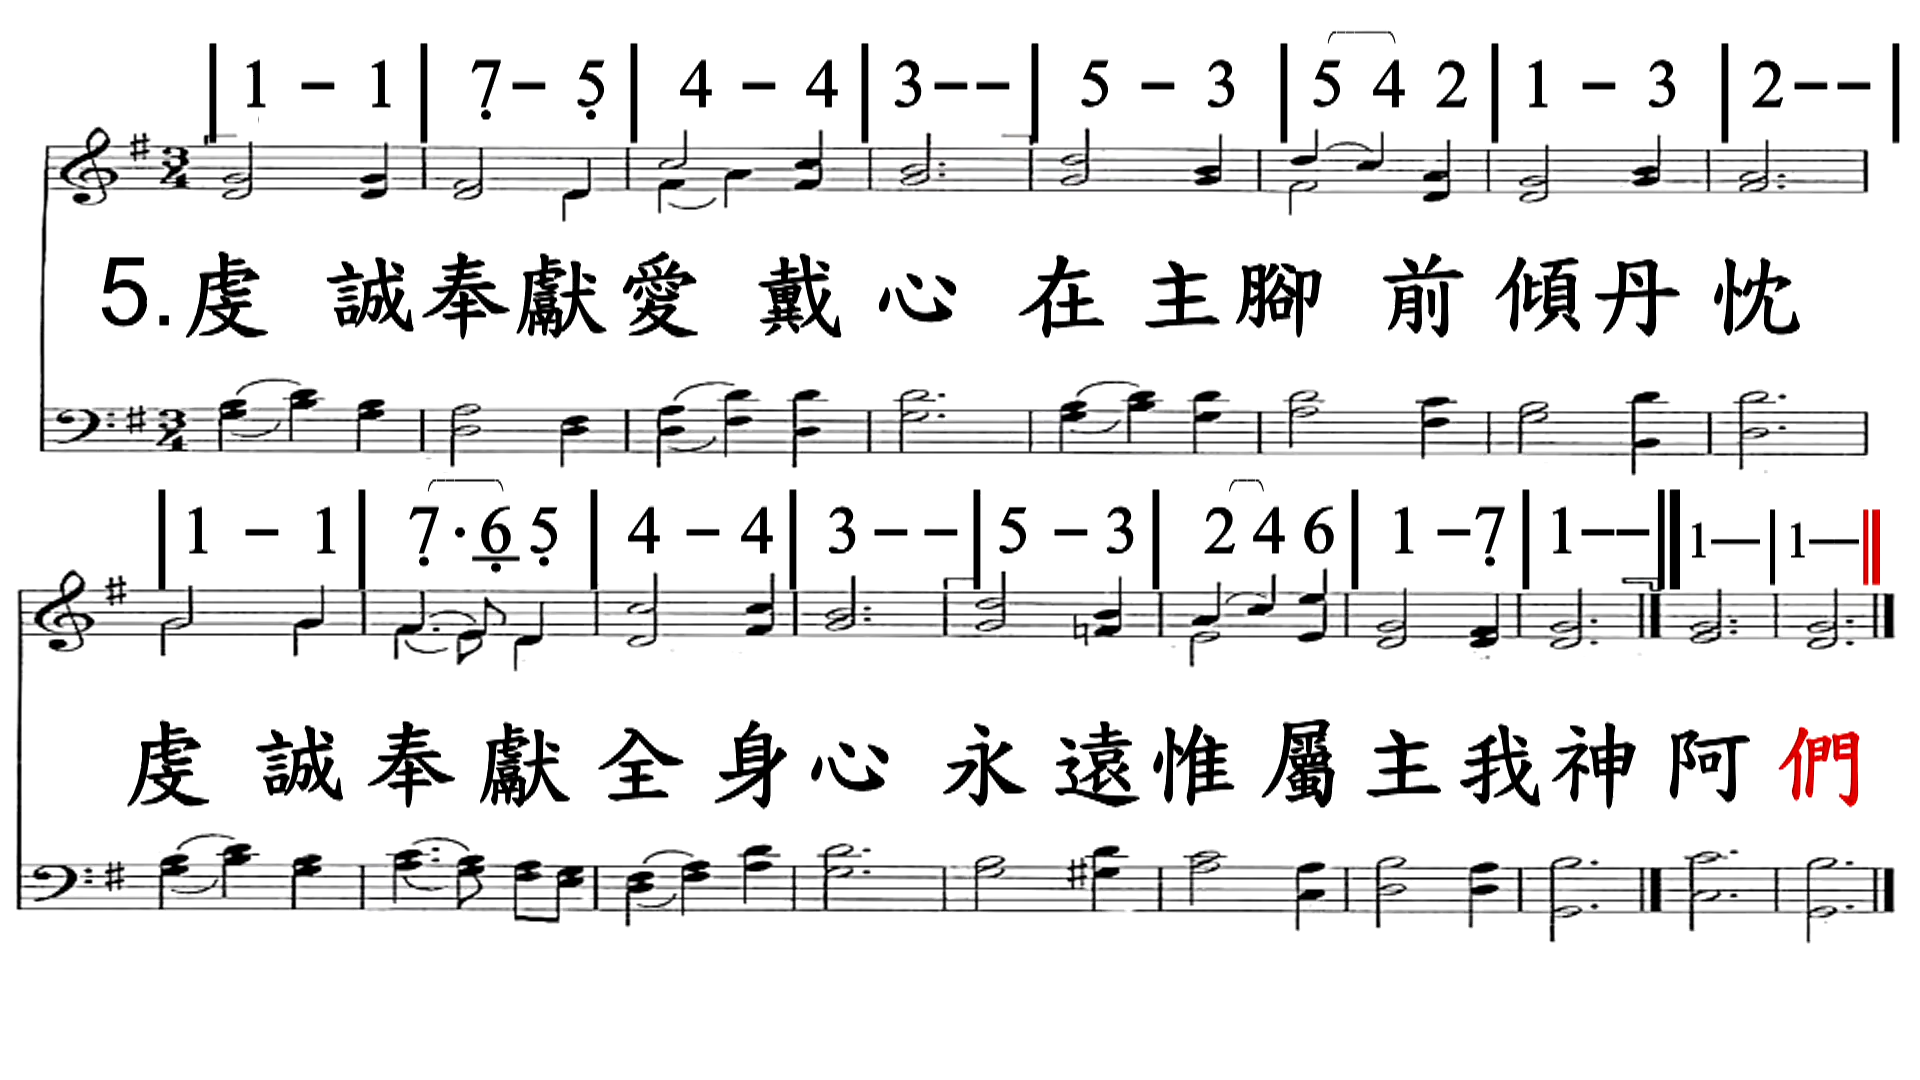 1 - 1 | 7 - 5 | 4 - 4 | 3 - - | 5 - 3 | 5 4 2 | 1 - 3 | 2 - - |
5.虔誠奉獻愛戴心在主腳前傾丹忱
1 - 1 | 7 · 6 5 | 4 - 4 | 3 - - | 5 - 3 | 2 4 6 | 1 - 7 | 1 - - || 1 — | 1 — ||
虔誠奉獻全身心永遠惟屬主我神阿們